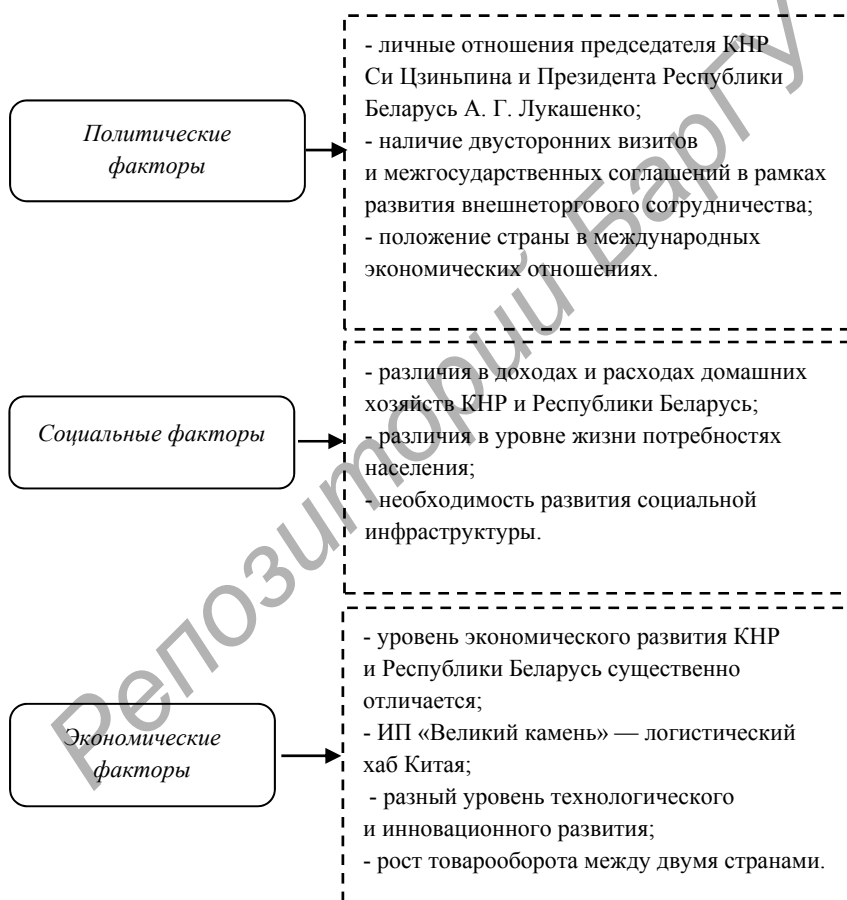 Политические
факторы
- личные отношения председателя КНР
Си Цзиньпина и Президента Республики
Беларусь А. Г. Лукашенко;
- наличие двусторонних визитов
и межгосударственных соглашений в рамках
развития внешнеторгового сотрудничества;
- положение страны в международных
экономических отношениях.
Социальные факторы
- различия в доходах и расходах домашних
хозяйств КНР и Республики Беларусь;
- различия в уровне жизни потребностях
населения;
- необходимость развития социальной
инфраструктуры.
Экономические
факторы
- уровень экономического развития КНР
и Республики Беларусь существенно
отличается;
- ИП «Великий камень» — логистический
хаб Китая;
- разный уровень технологического
и инновационного развития;
- рост товарооборота между двумя странами.
Репозиторий БарГУ